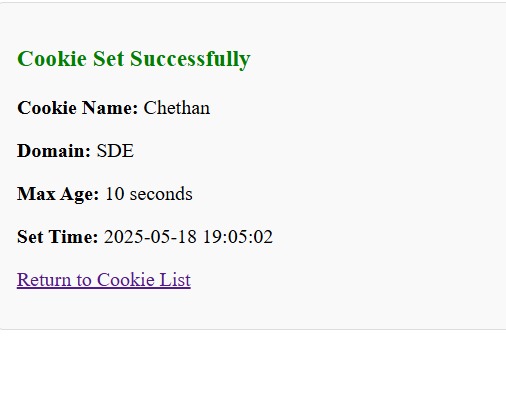 Cookie Set Successfully
Cookie Name: Chethan
Domain: SDE
Max Age: 10 seconds
Set Time: 2025-05-18 19:05:02
Return to Cookie List